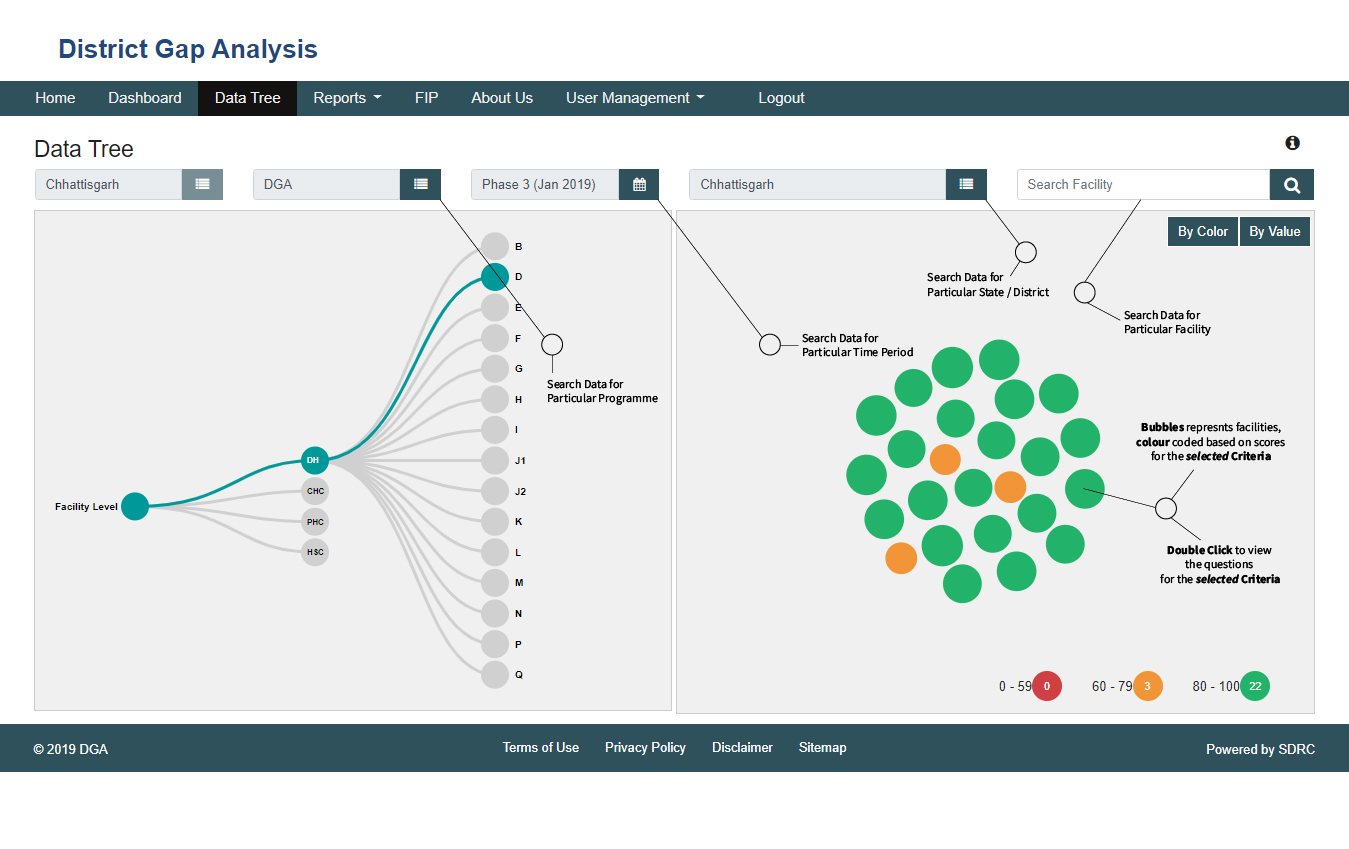 District Gap Analysis
Home Dashboard Data Tree Reports FIP About Us User Management Logout
Data Tree
Chhattisgarh DGA Phase 3 (Jan 2019) Chhattisgarh Search Facility
By Color By Value
B
D
E
F
G
H
I
J1
J2
K
L
M
N
P
Q
DH
CHC
PHC
HSC
Facility Level
Search Data for
Particular Programme
Search Data for
Particular Time Period
Search Data for
Particular State / District
Search Data for
Particular Facility
Bubbles represnts facilities,
colour coded based on scores
for the selected Criteria
Double Click to view
the questions
for the selected Criteria
0 - 59 0 60 - 79 3 80 - 100 22
© 2019 DGA Terms of Use Privacy Policy Disclaimer Sitemap Powered by SDRC